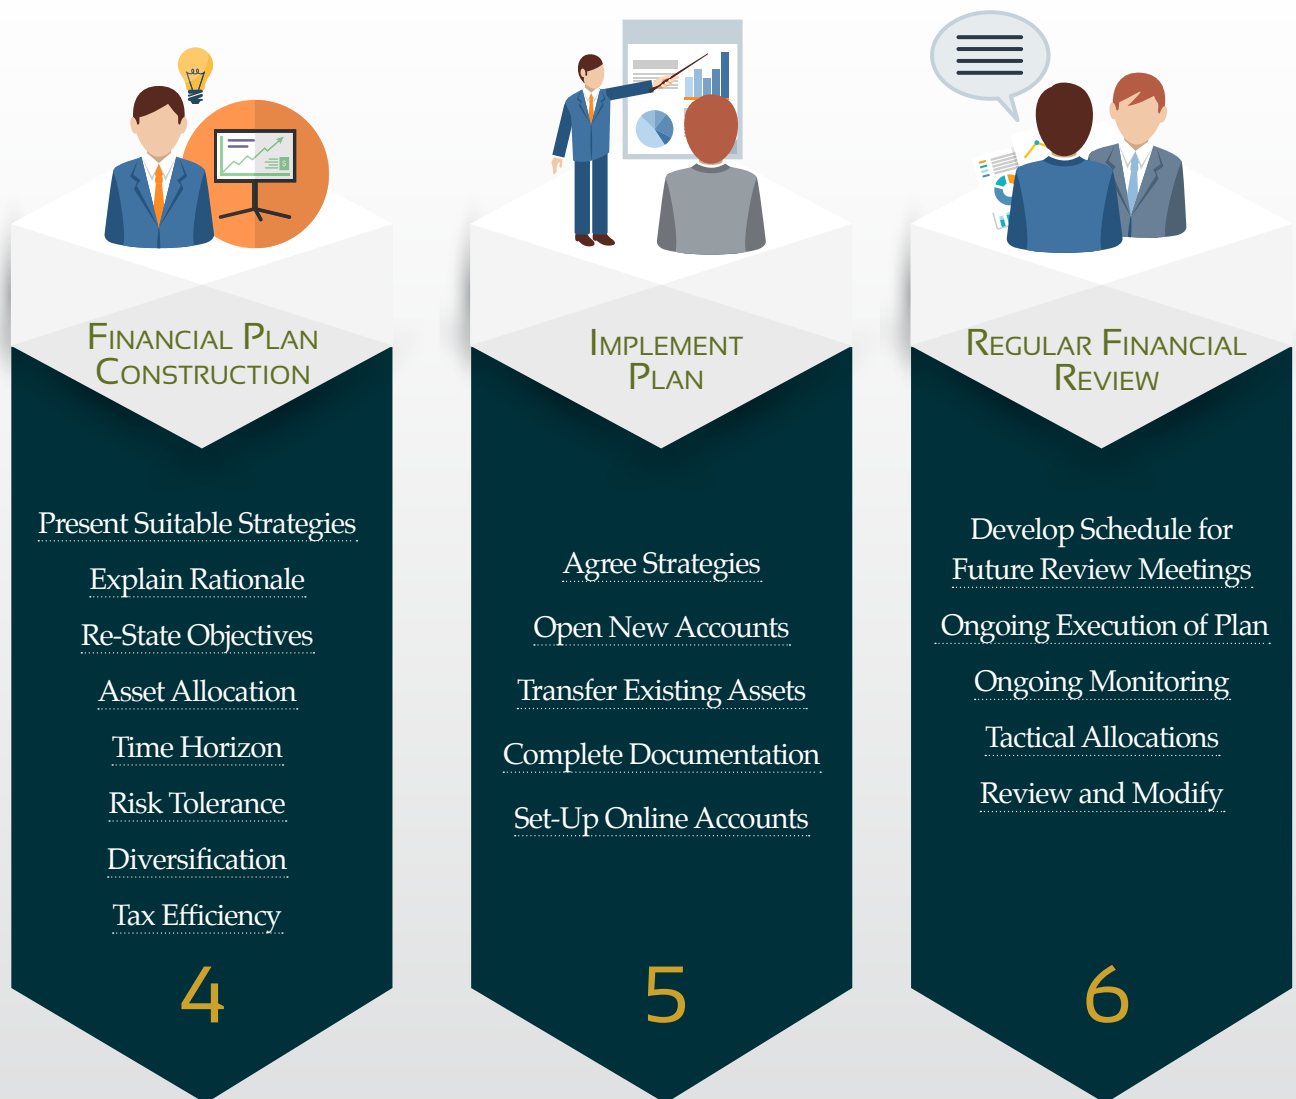 Financial Plan
Construction
Present Suitable Strategies
Explain Rationale
Re-State Objectives
Asset Allocation
Time Horizon
Risk Tolerance
Diversification
Tax Efficiency
4
Implement
Plan
Agree Strategies
Open New Accounts
Transfer Existing Assets
Complete Documentation
Set-Up Online Accounts
5
Regular Financial
Review
Develop Schedule for
Future Review Meetings
Ongoing Execution of Plan
Ongoing Monitoring
Tactical Allocations
Review and Modify
6